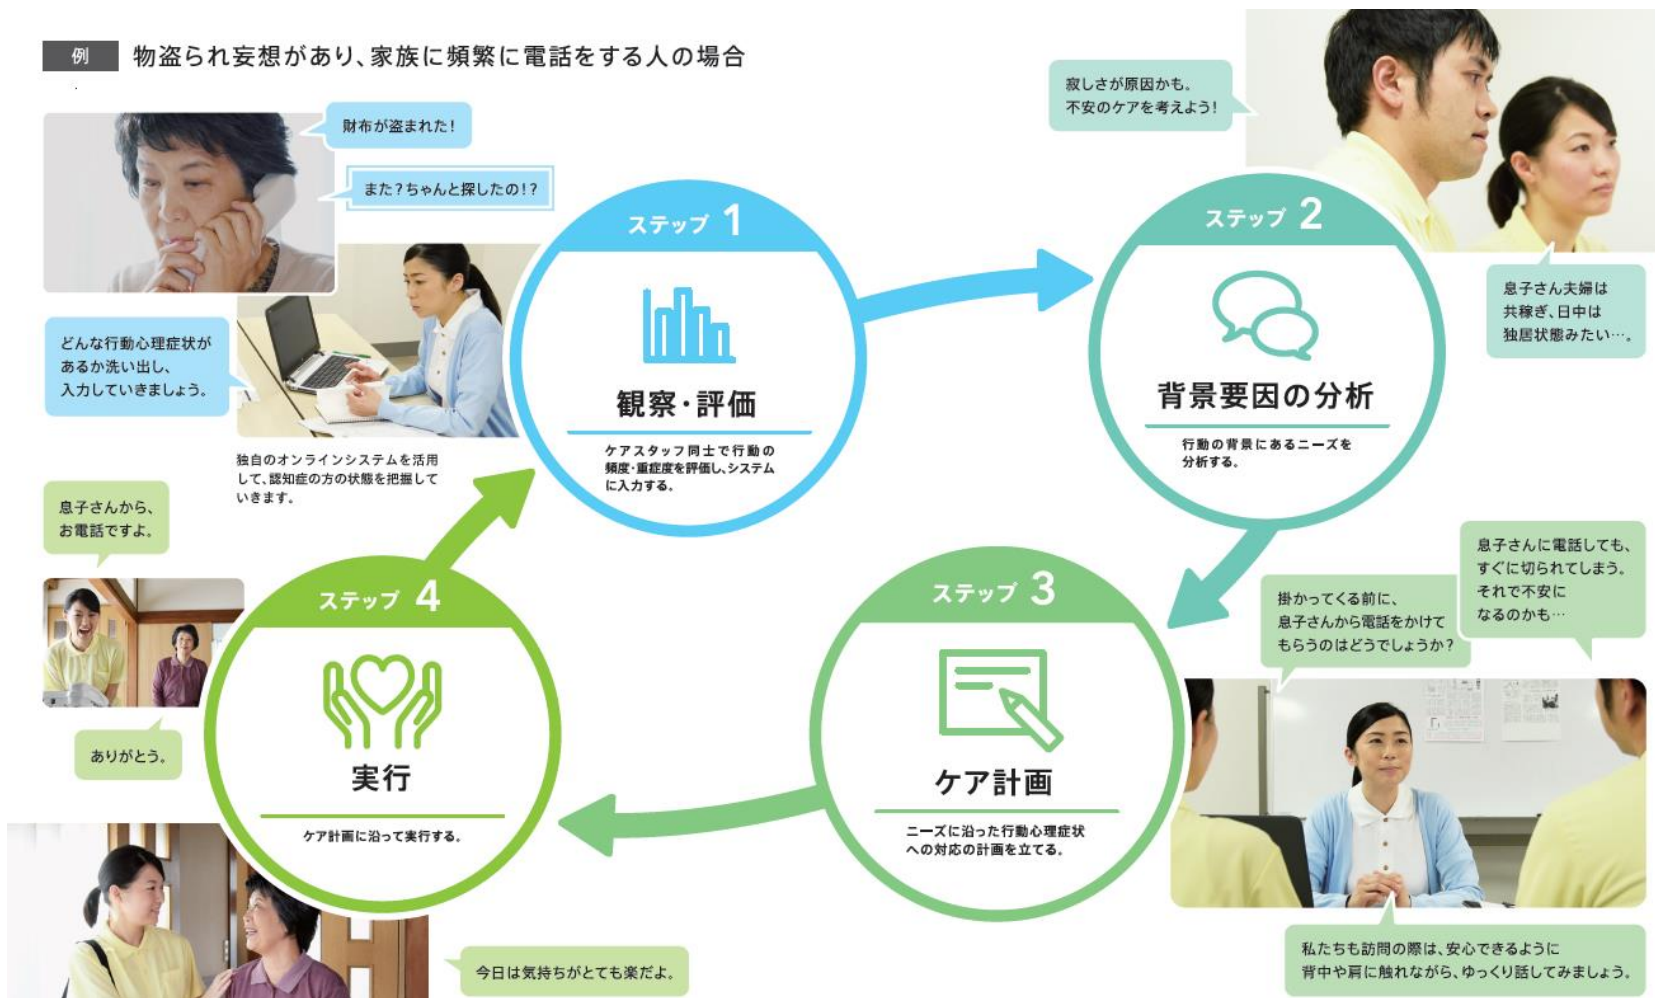 例 物盗られ妄想があり、家族に頻繁に電話をする人の場合
財布が盗まれた！
また？ちゃんと探したの！？
どんな行動心理症状が
あるか洗い出し、
入力していきましょう。
独自のオンラインシステムを活用
して、認知症の方の状態を把握して
いきます。
ステップ 1
観察・評価
ケアスタッフ同士で行動の
頻度・重症度を評価し、システム
に入力する。
寂しさが原因かも。
不安のケアを考えよう！
息子さん夫婦は
共稼ぎ、日中は
独居状態みたい…。
ステップ 2
背景要因の分析
行動の背景にあるニーズを
分析する。
息子さんに電話しても、
すぐに切られてしまう。
それで不安に
なるのかも…
掛かってくる前に、
息子さんから電話をかけて
もらうのはどうでしょうか？
ステップ 3
ケア計画
ニーズに沿った行動心理症状
への対応の計画を立てる。
私たちも訪問の際は、安心できるように
背中や肩に触れながら、ゆっくり話してみましょう。
ステップ 4
実行
ケア計画に沿って実行する。
息子さんから、
お電話ですよ。
ありがとう。
今日は気持ちがとても楽だよ。